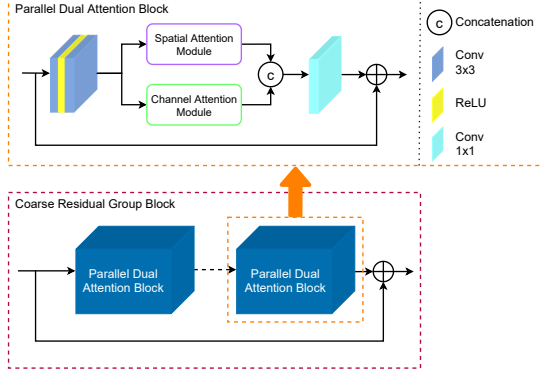 Parallel Dual Attention Block
Spatial Attention
Module
Channel Attention
Module
C
C
Concatenation
Conv
3x3
ReLU
Conv
1x1
Coarse Residual Group Block
Parallel Dual
Attention Block
Parallel Dual
Attention Block